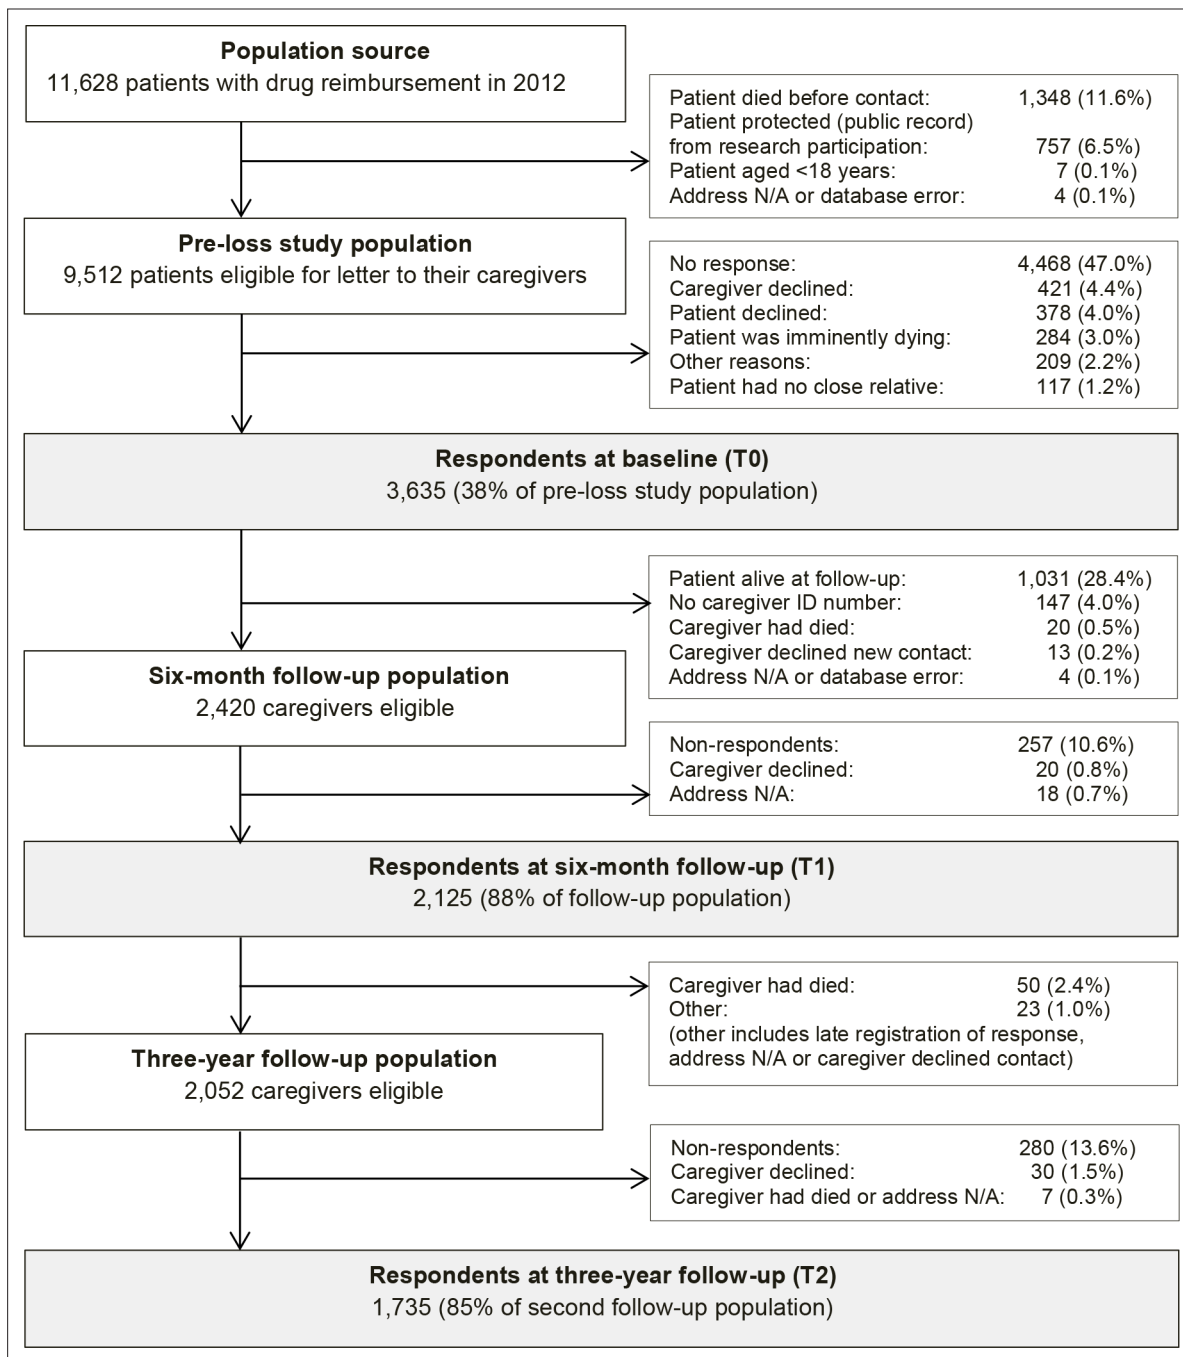 Population source
11,628 patients with drug reimbursement in 2012
Patient died before contact: 1,348 (11.6%)
Patient protected (public record)
from research participation: 757 (6.5%)
Patient aged <18 years: 7 (0.1%)
Address N/A or database error: 4 (0.1%)
Pre-loss study population
9,512 patients eligible for letter to their caregivers
No response: 4,468 (47.0%)
Caregiver declined: 421 (4.4%)
Patient declined: 378 (4.0%)
Patient was imminently dying: 284 (3.0%)
Other reasons: 209 (2.2%)
Patient had no close relative: 117 (1.2%)
Respondents at baseline (T0)
3,635 (38% of pre-loss study population)
Patient alive at follow-up: 1,031 (28.4%)
No caregiver ID number: 147 (4.0%)
Caregiver had died: 20 (0.5%)
Caregiver declined new contact: 13 (0.2%)
Address N/A or database error: 4 (0.1%)
Six-month follow-up population
2,420 caregivers eligible
Non-respondents: 257 (10.6%)
Caregiver declined: 20 (0.8%)
Address N/A: 18 (0.7%)
Respondents at six-month follow-up (T1)
2,125 (88% of follow-up population)
Caregiver had died: 50 (2.4%)
Other: 23 (1.0%)
(other includes late registration of response,
address N/A or caregiver declined contact)
Three-year follow-up population
2,052 caregivers eligible
Non-respondents: 280 (13.6%)
Caregiver declined: 30 (1.5%)
Caregiver had died or address N/A: 7 (0.3%)
Respondents at three-year follow-up (T2)
1,735 (85% of second follow-up population)